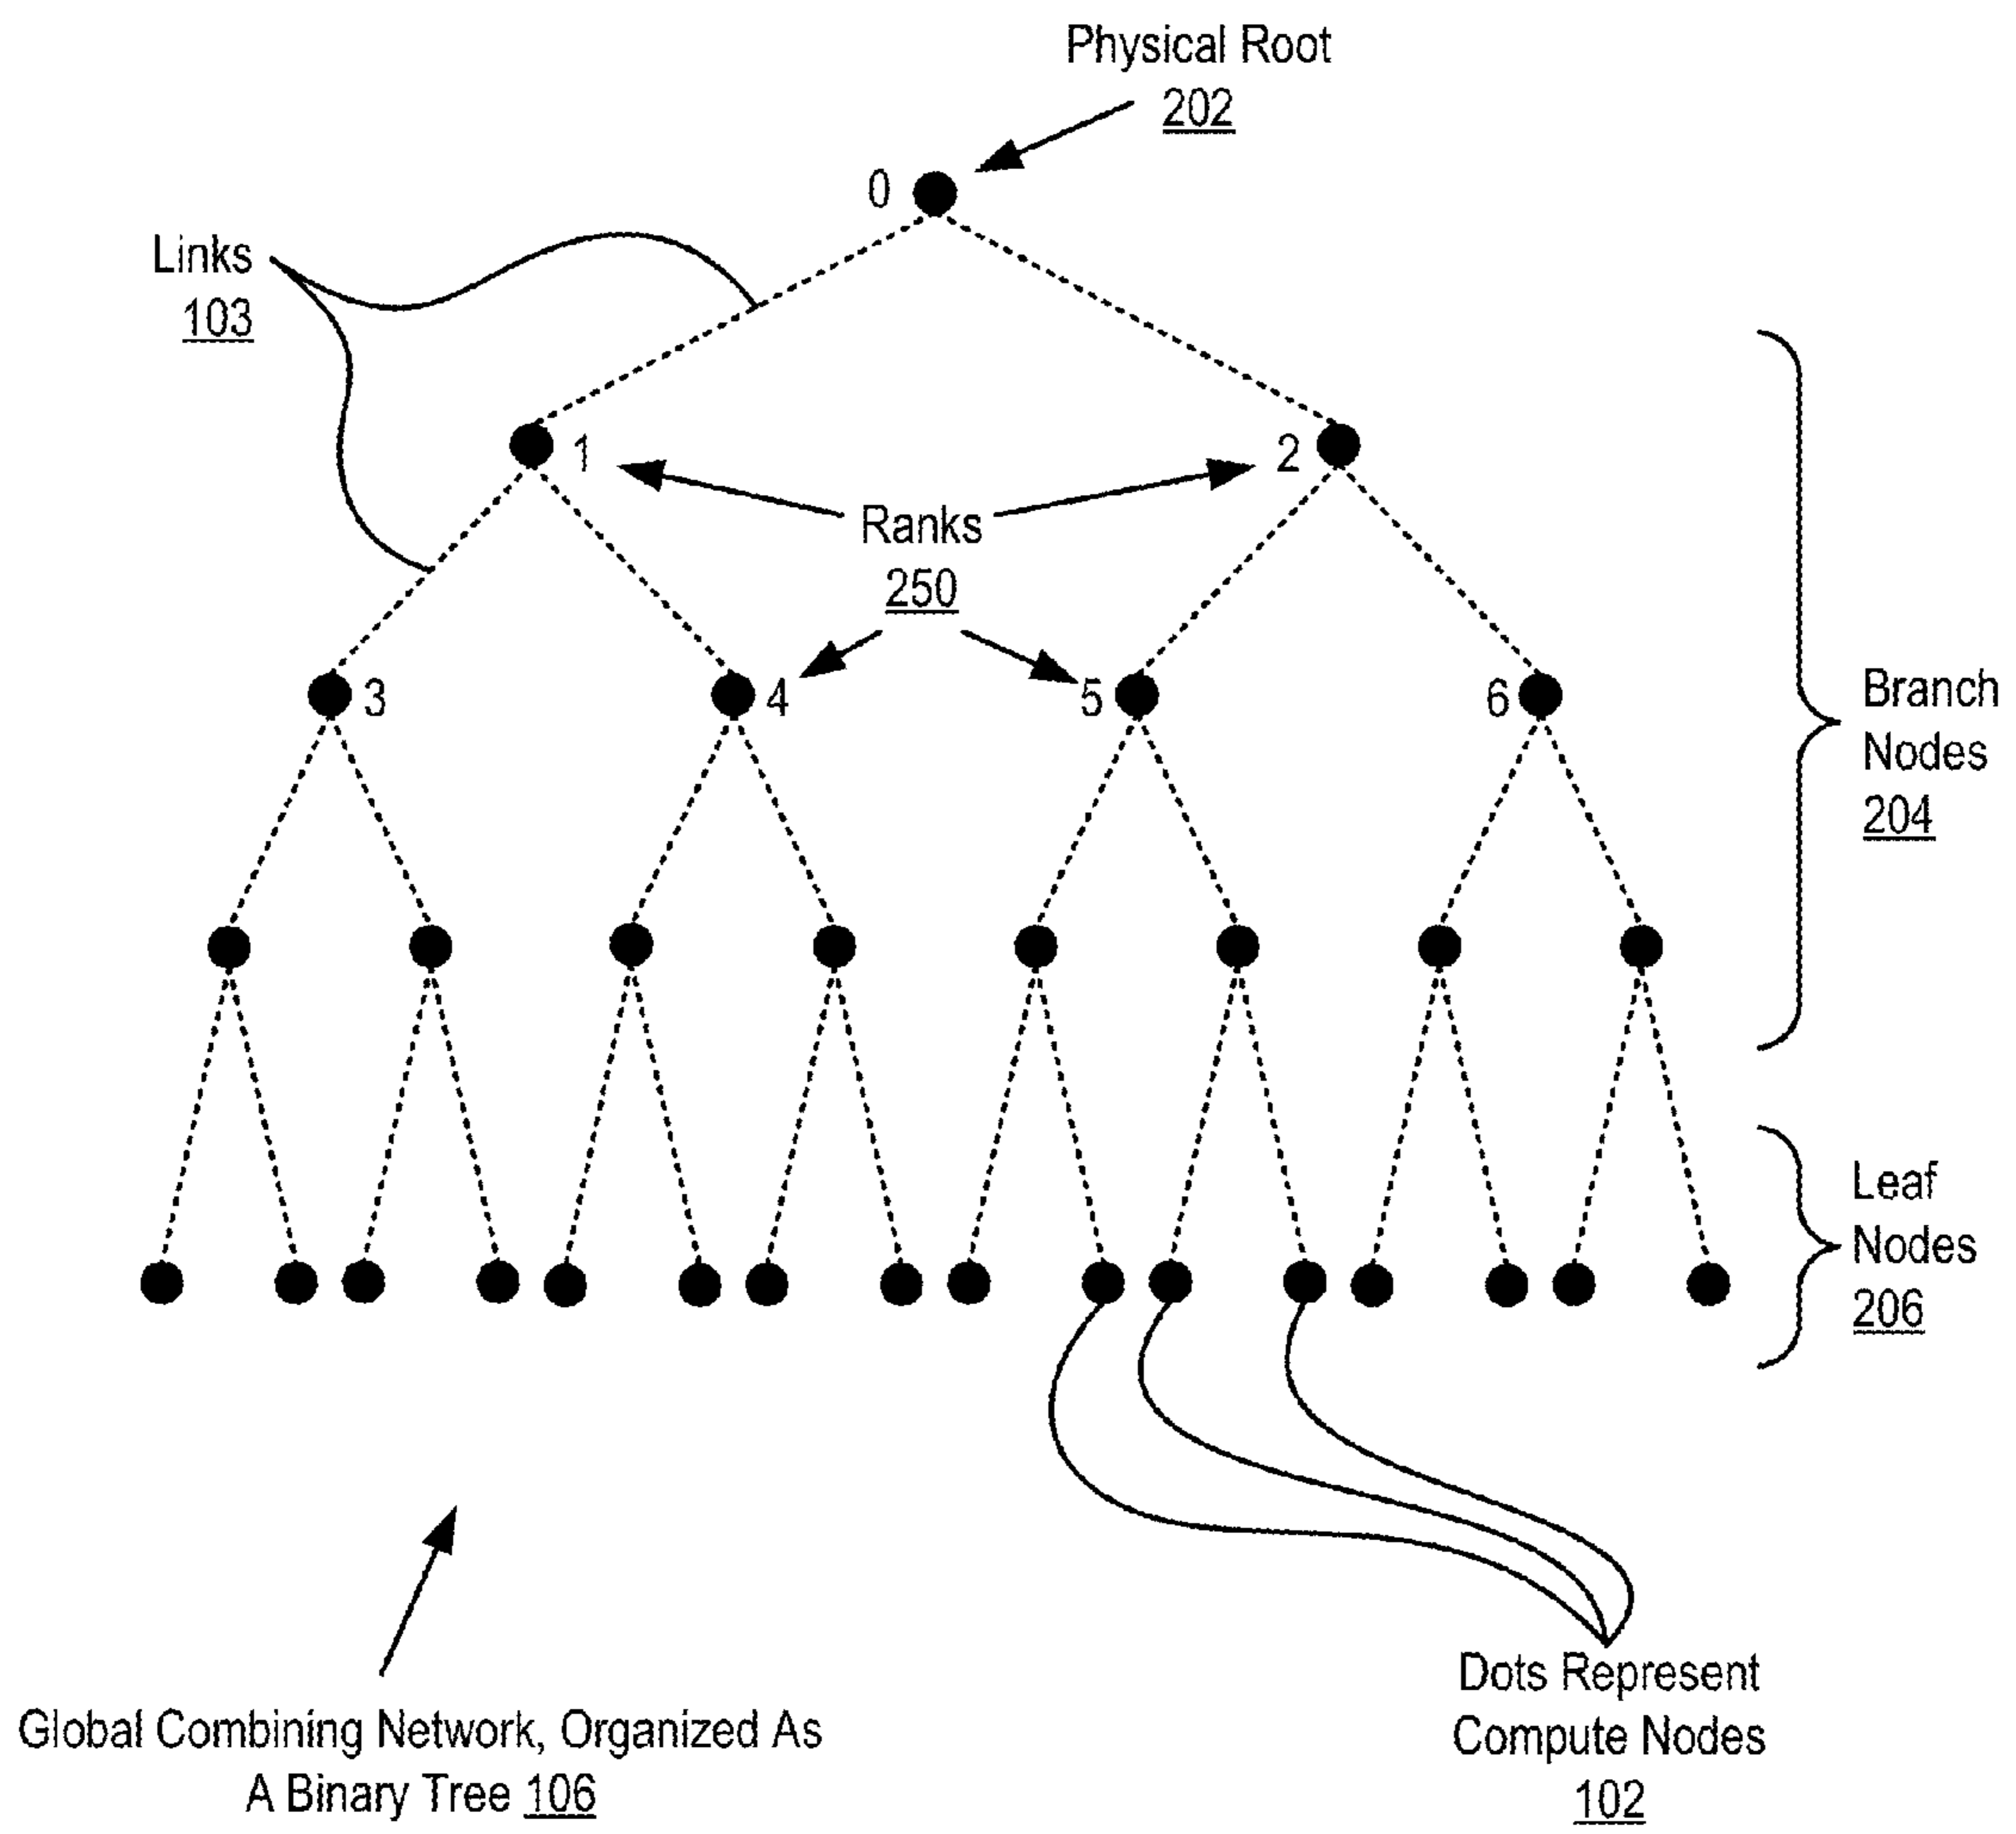 Physical Root
202
0
Links
103
1
2
Ranks
250
3
4
5
6
Branch
Nodes
204
Leaf
Nodes
206
Dots Represent
Compute Nodes
102
Global Combining Network, Organized As
A Binary Tree 106